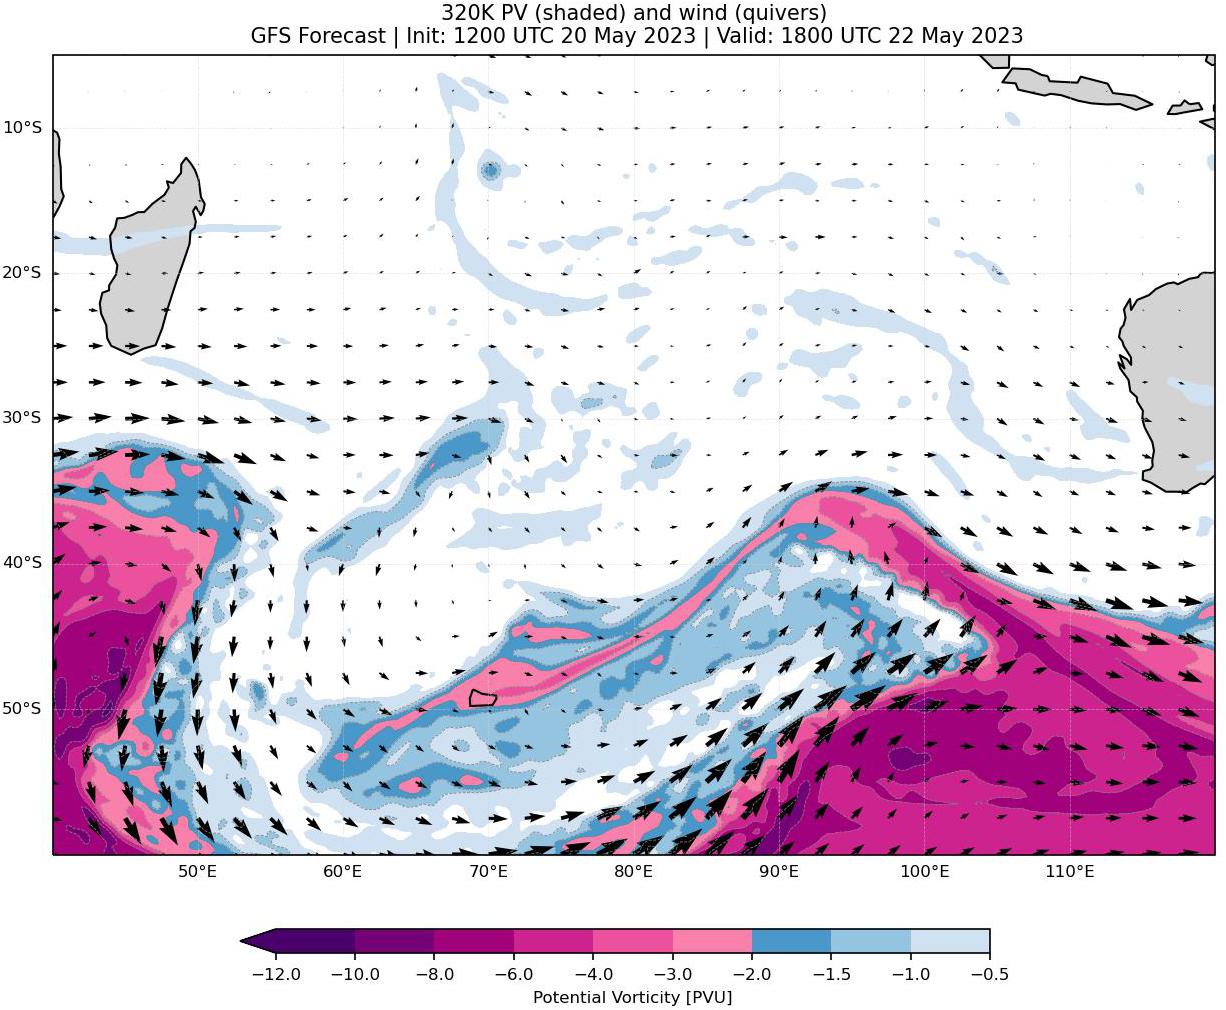 320K PV (shaded) and wind (quivers)
GFS Forecast | Init: 1200 UTC 20 May 2023 | Valid: 1800 UTC 22 May 2023
10°S
20°S
30°S
40°S
50°S
50°E 60°E 70°E 80°E 90°E 100°E 110°E
−12.0 −10.0 −8.0 −6.0 −4.0 −3.0 −2.0 −1.5 −1.0 −0.5
Potential Vorticity [PVU]